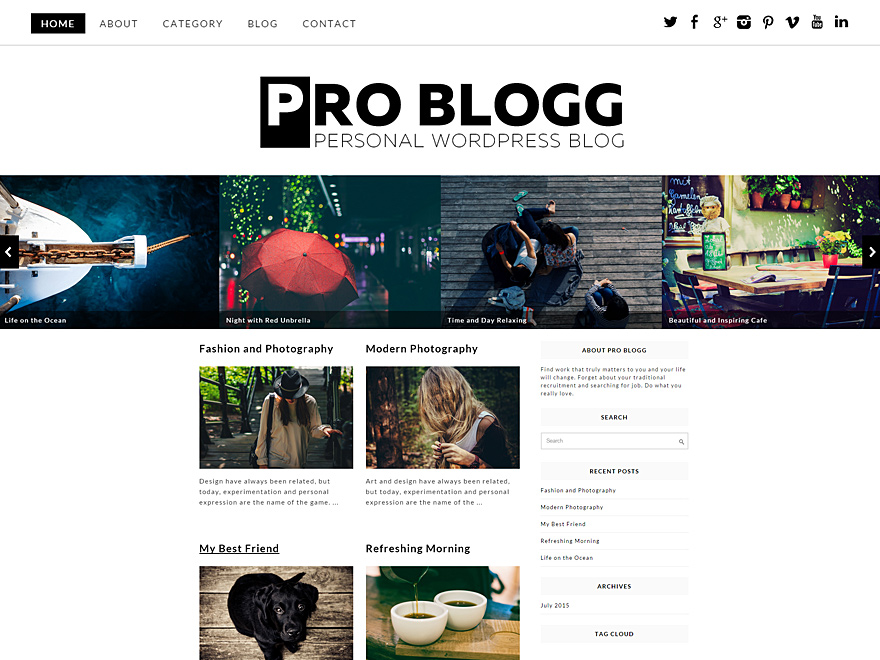 HOME ABOUT CATEGORY BLOG CONTACT
PRO BLOGG
PERSONAL WORDPRESS BLOG
Life on the Ocean
Night with Red Unbrella
Time and Day Relaxing
Beautiful and Inspiring Cafe
Fashion and Photography
Design have always been related, but
today, experimentation and personal
expression are the name of the game. ...
Modern Photography
Art and design have always been related,
but today, experimentation and personal
expression are the name of the ...
My Best Friend
Refreshing Morning
ABOUT PRO BLOGG
Find work that truly matters to you and your life
will change. Forget about your traditional
recruitment and searching for job. Do what you
really love.
SEARCH
Search
RECENT POSTS
Fashion and Photography
Modern Photography
My Best Friend
Refreshing Morning
Life on the Ocean
ARCHIVES
July 2015
TAG CLOUD